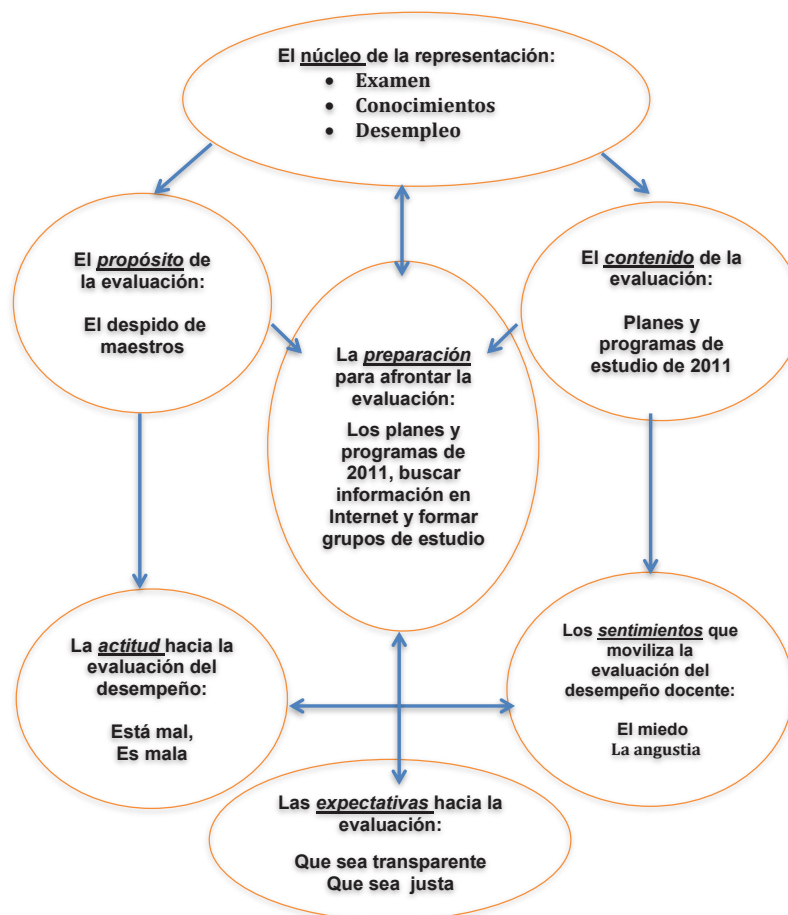 El núcleo de la representación:
• Examen
• Conocimientos
• Desempleo
El propósito de
la evaluación:
El despido de
maestros
El contenido de la
evaluación:
Planes y
programas de
estudio de 2011
La preparación
para afrontar la
evaluación:
Los planes y
programas de
2011, buscar
información en
Internet y formar
grupos de estudio
La actitud hacia la
evaluación del
desempeño:
Está mal,
Es mala
Los sentimientos que
moviliza la
evaluación del
desempeño docente:
El miedo
La angustia
Las expectativas hacia la
evaluación:
Que sea transparente
Que sea justa